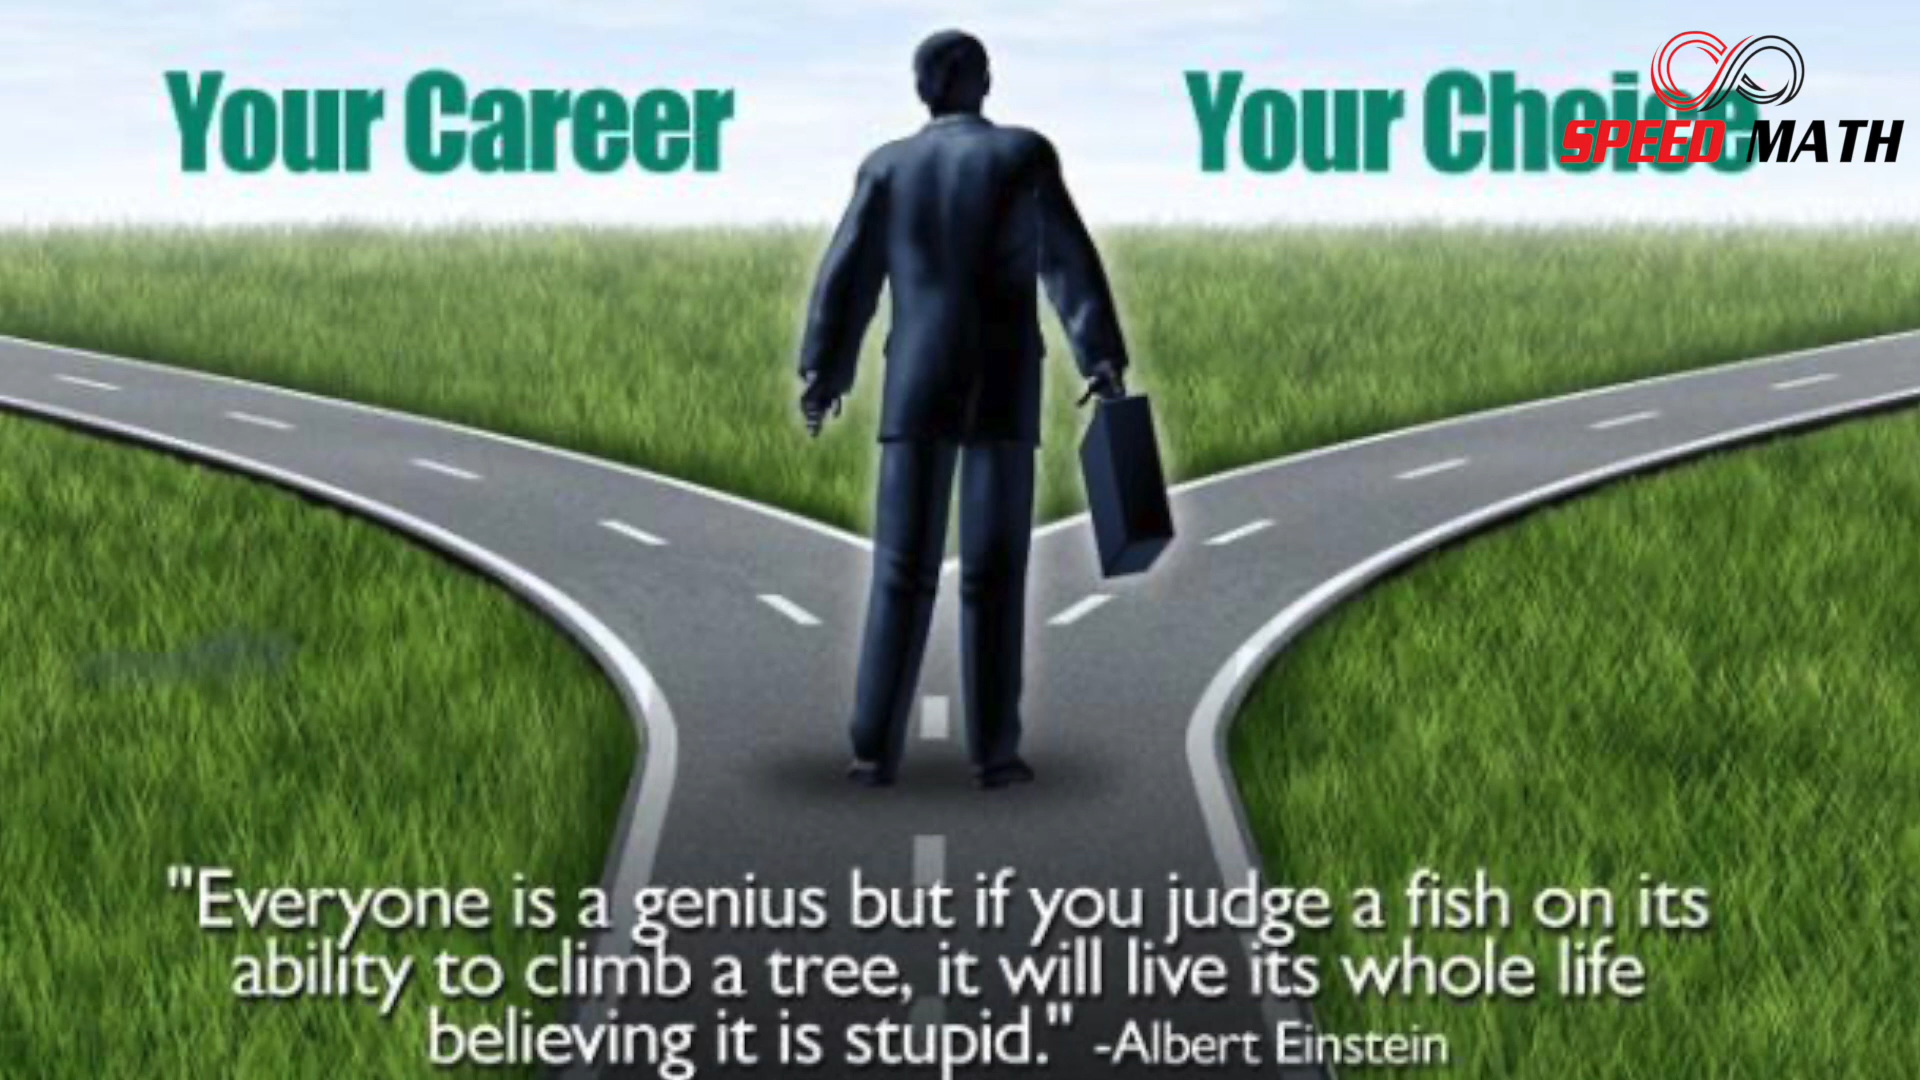 Your Career
Your Choice
SPEED MATH
"Everyone is a genius but if you judge a fish on its
ability to climb a tree, it will live its whole life
believing it is stupid." -Albert Einstein